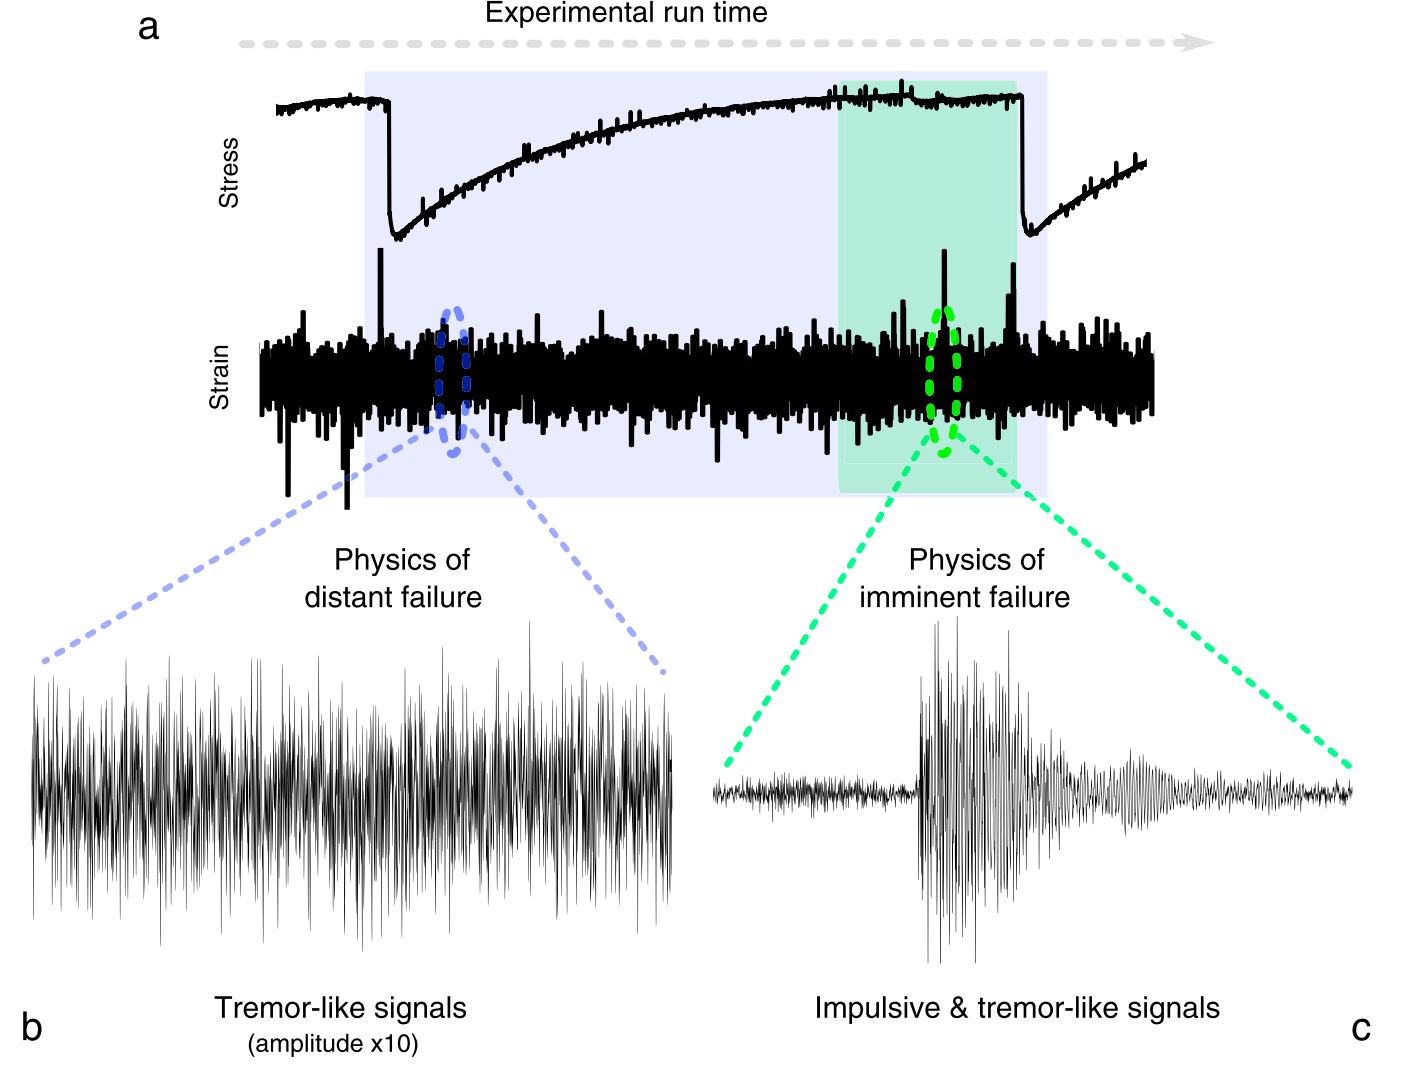 a
Experimental run time
Stress
Strain
Physics of
distant failure
Physics of
imminent failure
Tremor-like signals
(amplitude x10)
b
Impulsive & tremor-like signals
c